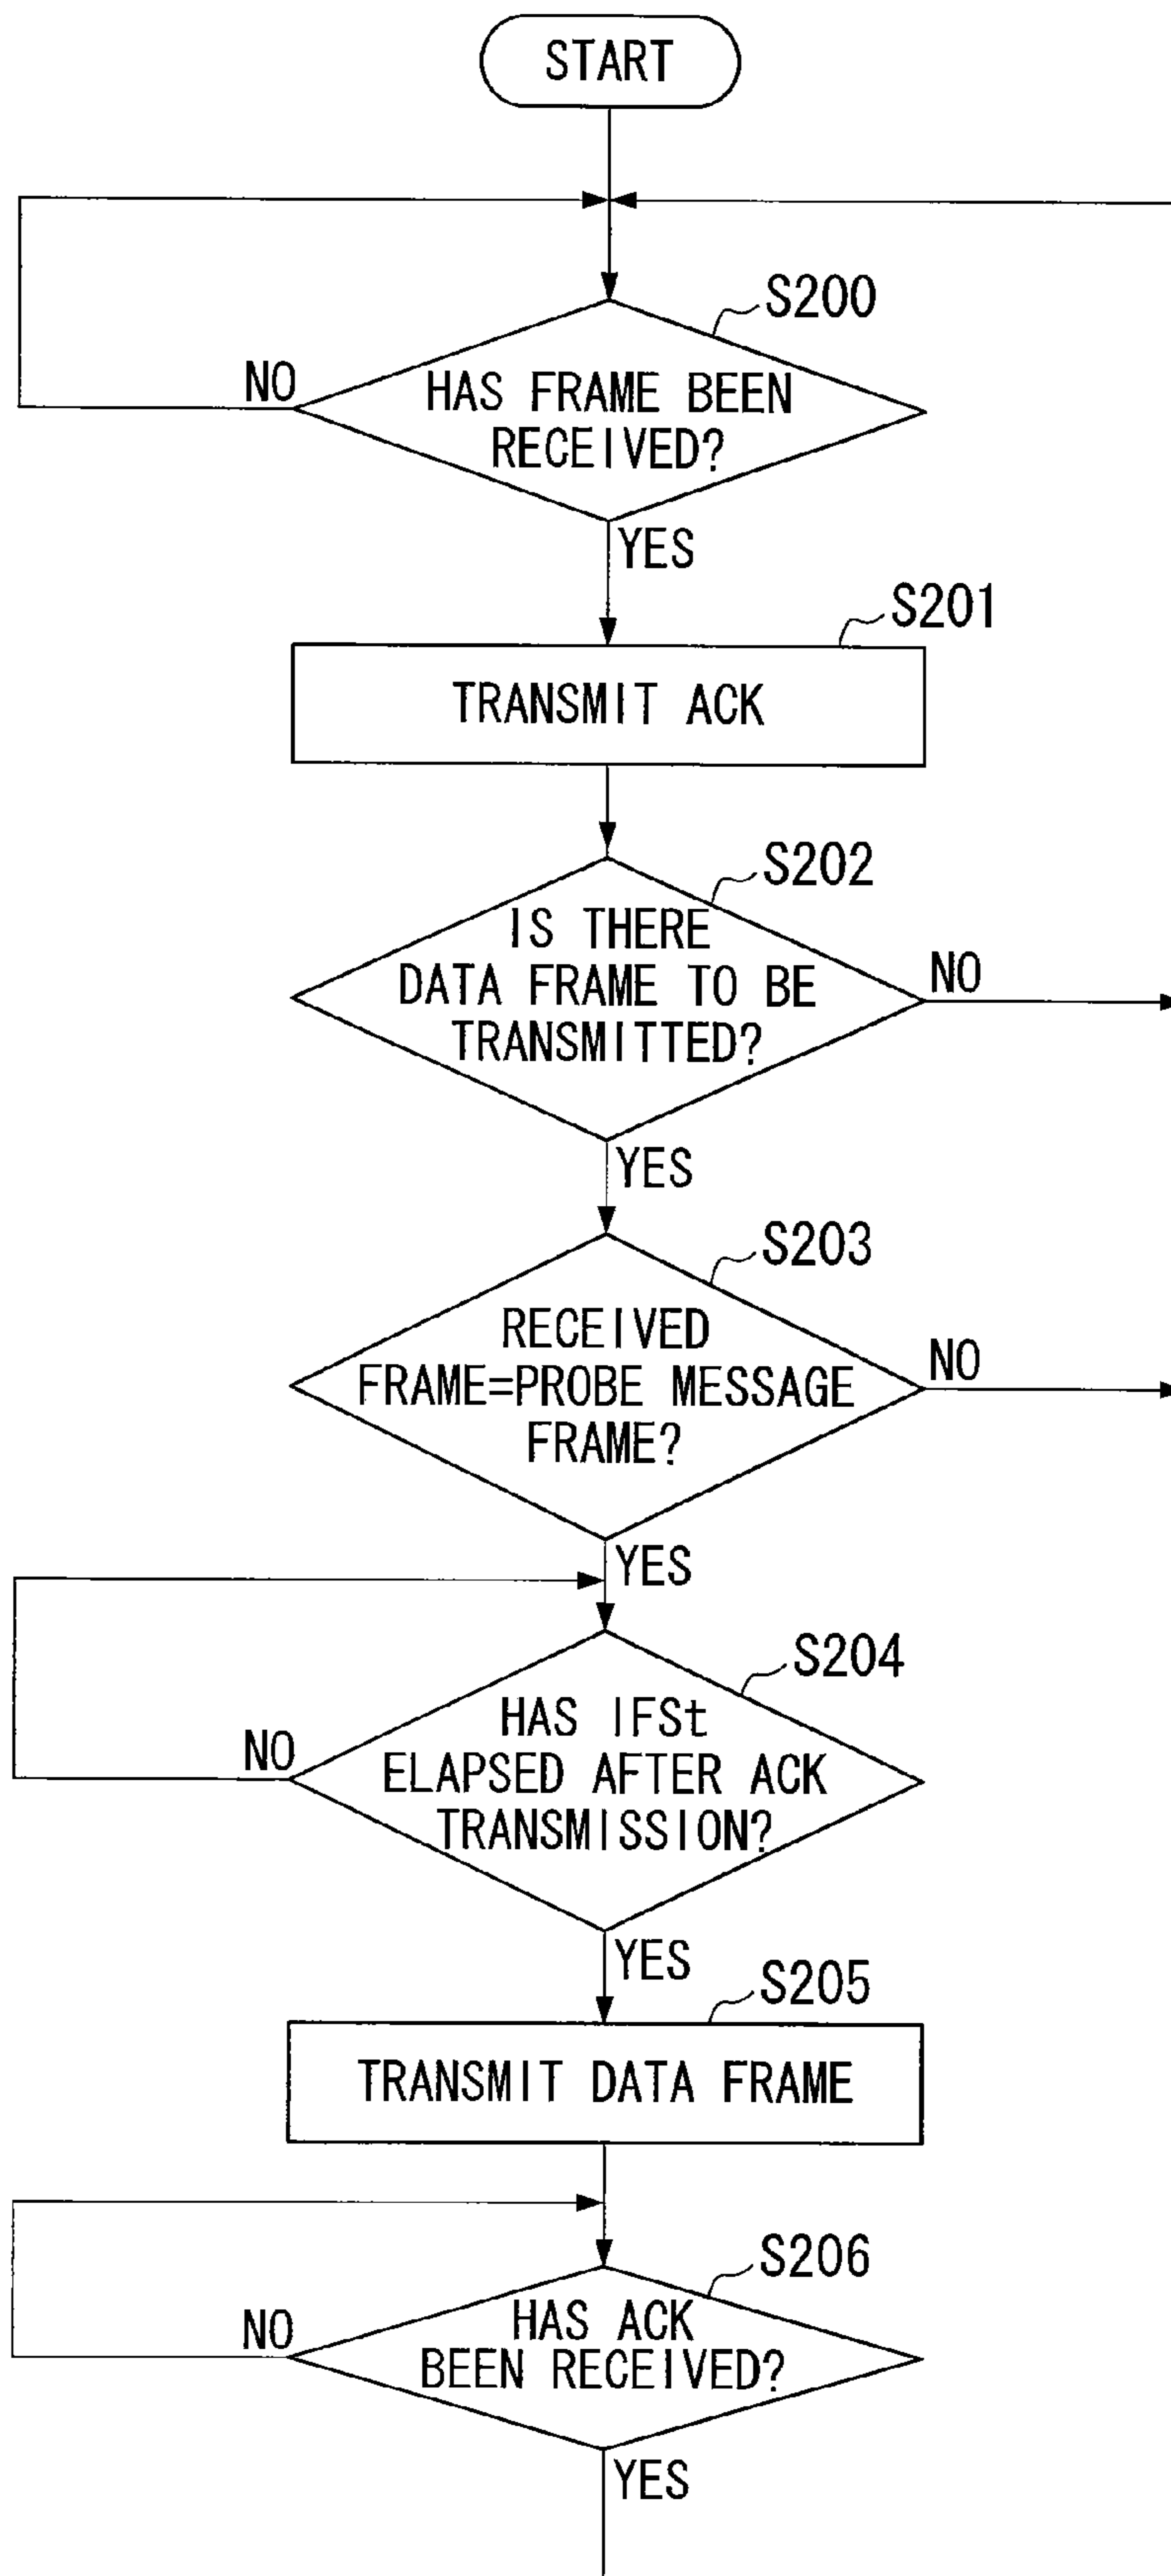 START
S200
NO
HAS FRAME BEEN
RECEIVED?
YES
S201
TRANSMIT ACK
S202
IS THERE
DATA FRAME TO BE
TRANSMITTED?
NO
YES
S203
RECEIVED
FRAME=PROBE MESSAGE
FRAME?
NO
YES
S204
HAS IFSt
ELAPSED AFTER ACK
TRANSMISSION?
NO
YES
S205
TRANSMIT DATA FRAME
S206
HAS ACK
BEEN RECEIVED?
NO
YES